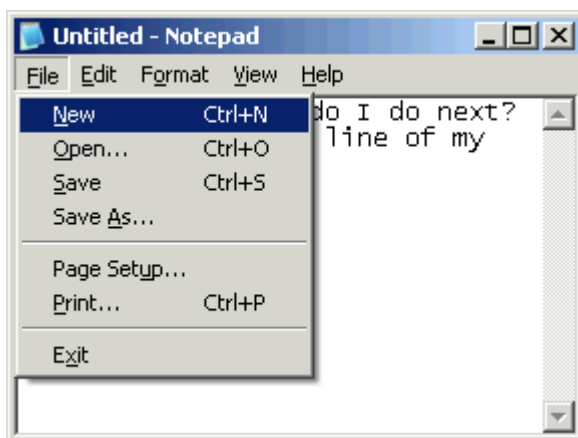 Untitled - Notepad
File Edit Format View Help
New Ctrl+N do I do next?
Open... Ctrl+O line of my
Save Ctrl+S
Save As...
Page Setup...
Print... Ctrl+P
Exit